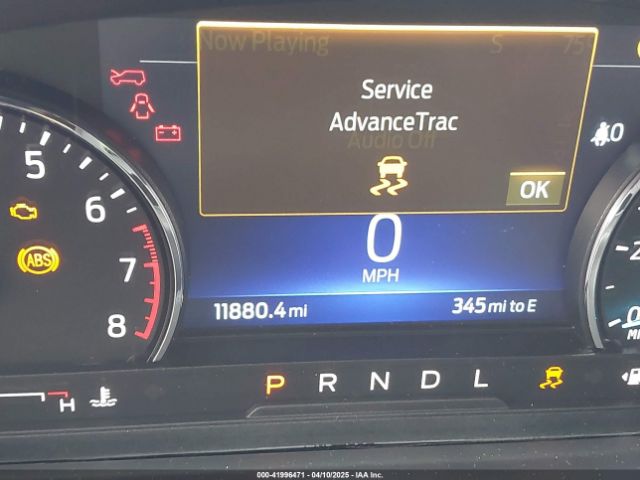 Now Playing S 75°
Service
AdvanceTrac
Audio Off
OK
0
MPH
11880.4 mi
345 mi to E
5
6
7
8
ABS
P R N D L
H
000-41996471 - 04/10/2025 - IAA Inc.